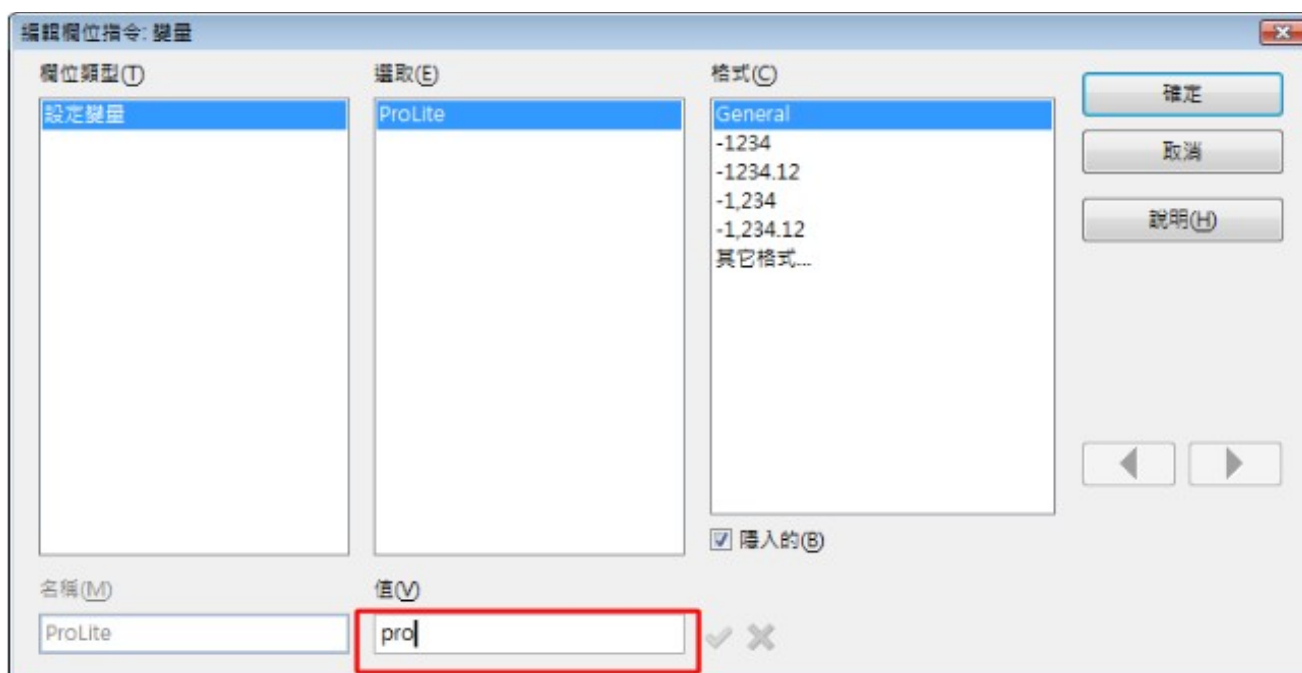 編輯欄位指令: 變量
欄位類型(T)
選取(E)
格式(C)
設定變量
ProLite
General
-1234
-1234.12
-1,234
-1,234.12
其它格式...
確定
取消
說明(H)
隱入的(B)
名稱(M)
值(V)
ProLite
pro